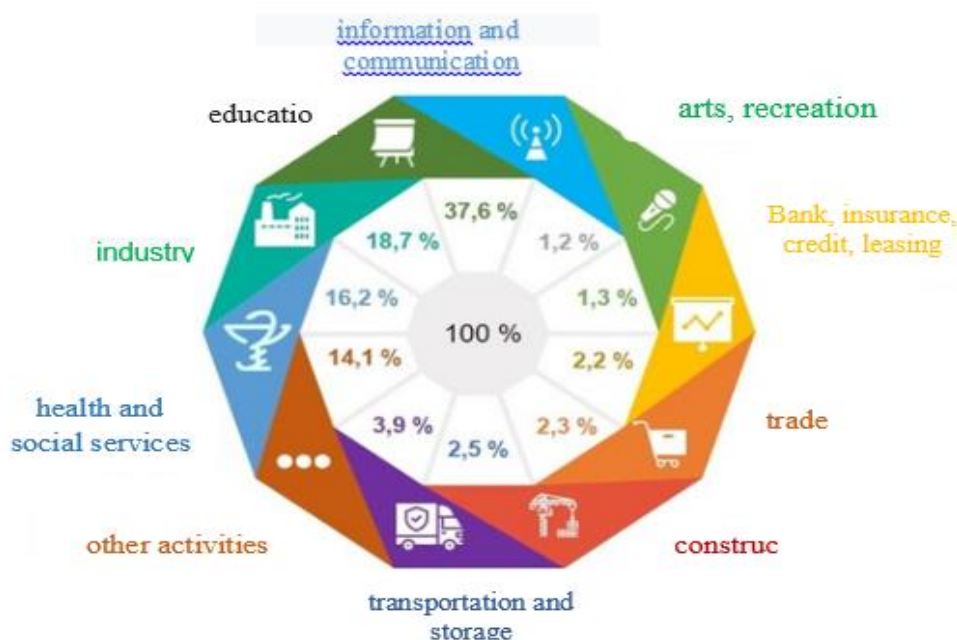 information and
communication
educatio
arts, recreation
37,6 %
Bank, insurance,
credit, leasing
18,7 %
1,2 %
industry
16,2 %
1,3 %
100 %
14,1 %
2,2 %
health and
social services
3,9 %
2,3 %
trade
2,5 %
other activities
construc
transportation and
storage